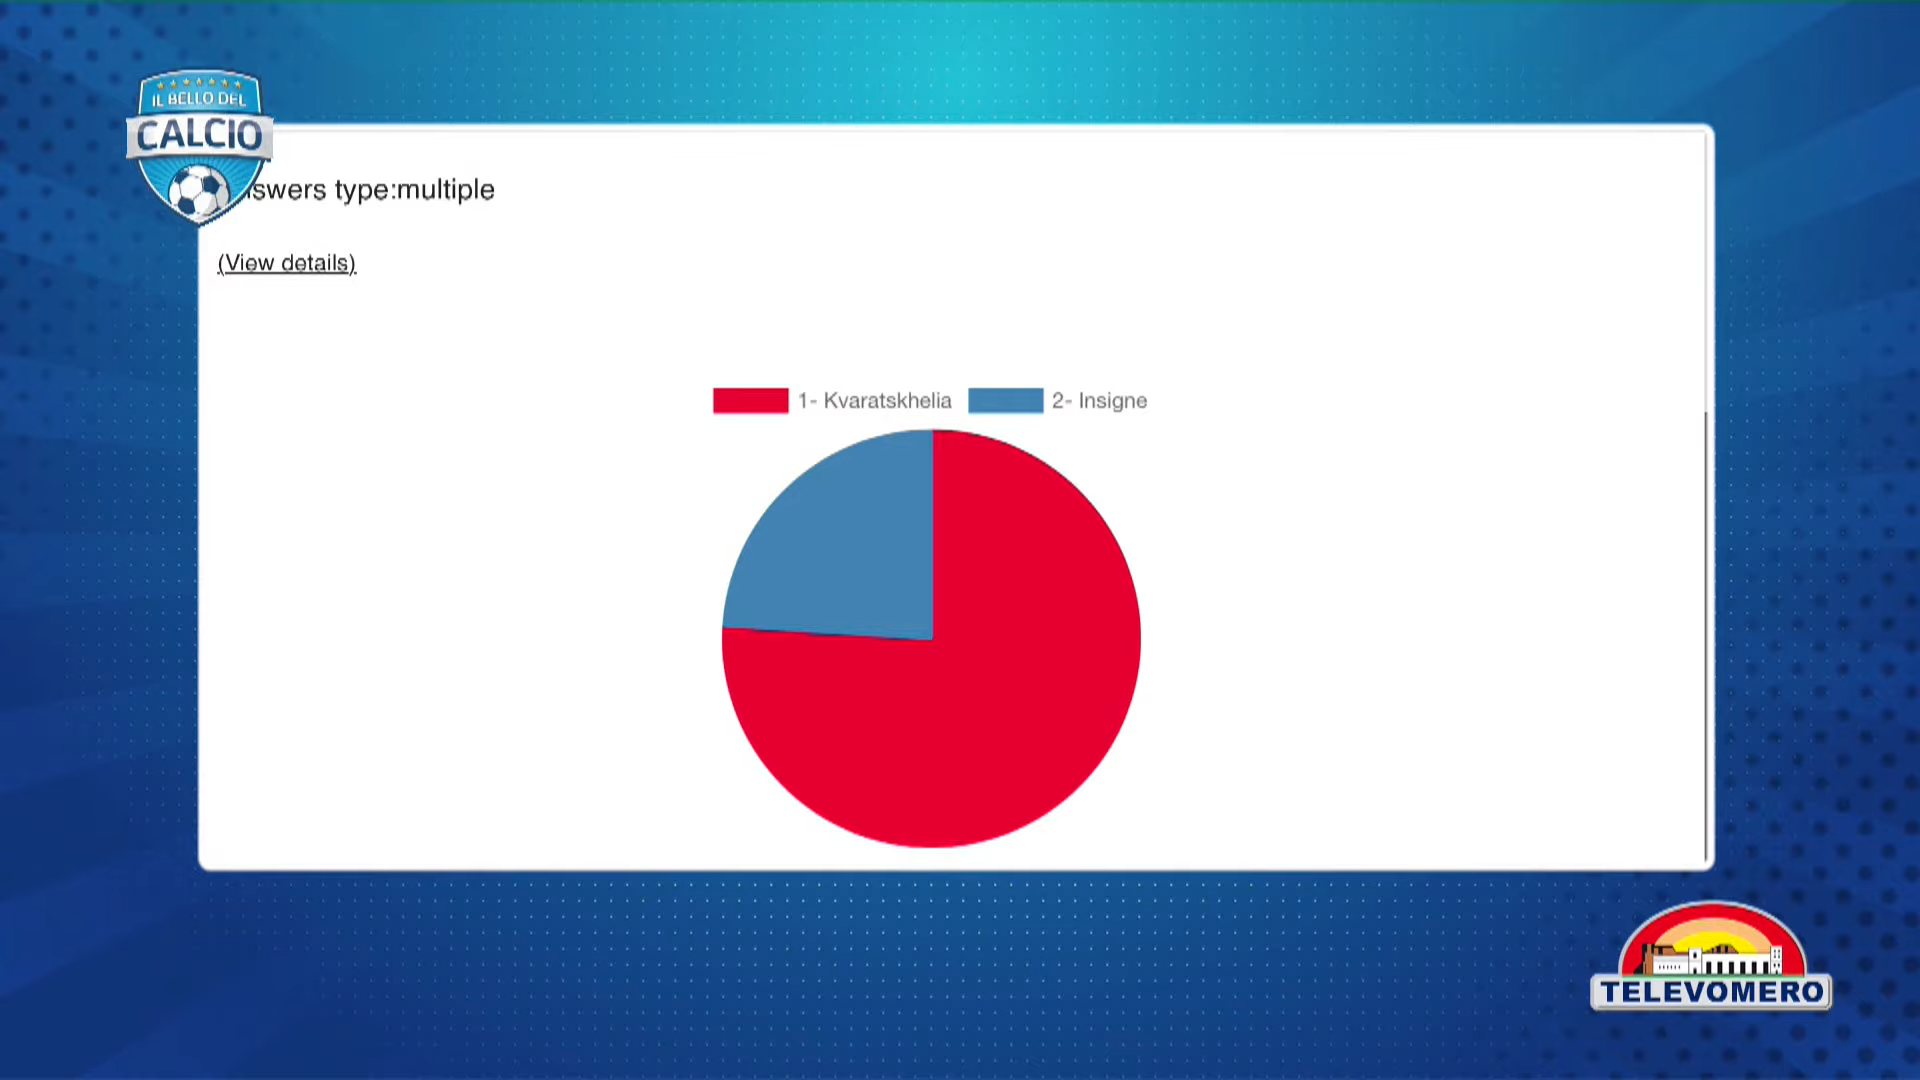 IL BELLO DEL
CALCIO
swers type:multiple
(View details)
1- Kvaratskhelia 2- Insigne
TELEVOMERO